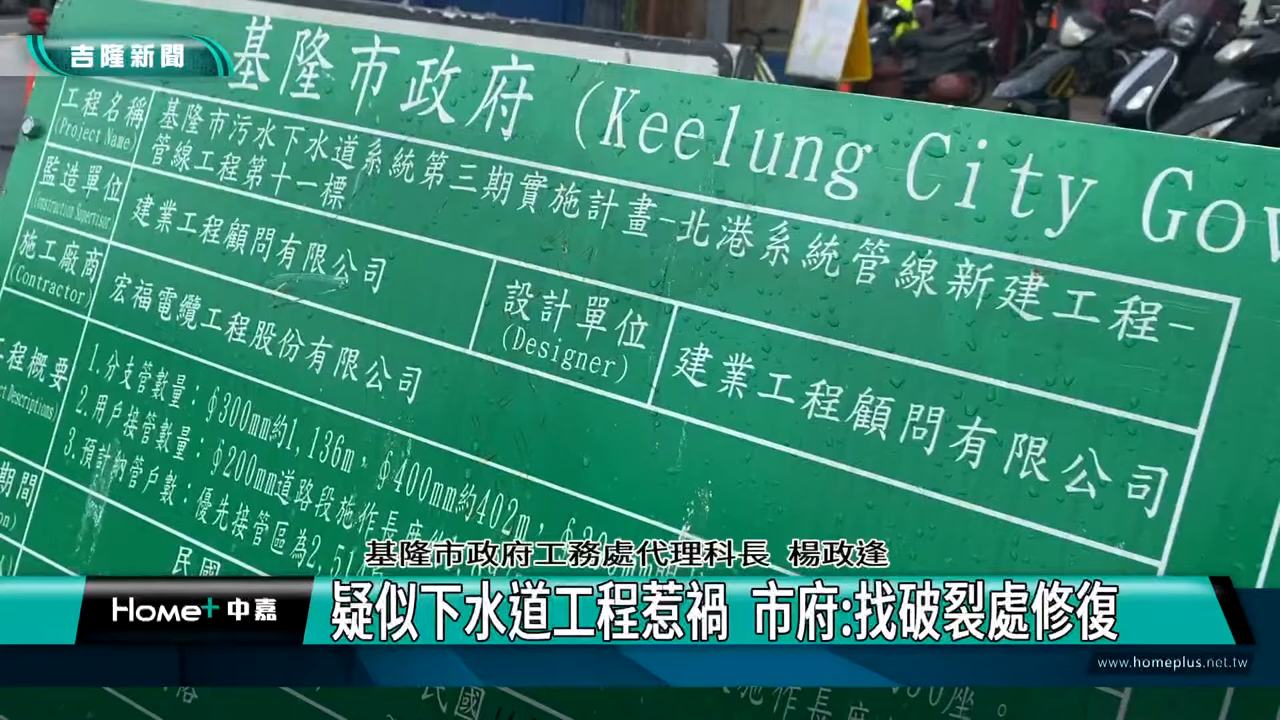 吉隆新聞
基隆市政府 (Keelung City Gov
工程名稱
(Project Name)
基隆市污水下水道系統第三期實施計畫-北港系統管線新建工程-
管線工程第十一標
監造單位
(Construction Supervisor)
建業工程顧問有限公司
設計單位
(Designer)
建業工程顧問有限公司
施工廠商
(Contractor)
宏福電纜工程股份有限公司
工程概要
ct Descriptions)
1.分支管數量：φ300mm約1,136m，φ400mm約402m，
2.用戶接管數量：φ200mm道路段施作長度
3.預計納管戶數：優先接管區為2,51
期間
民國
基隆市政府工務處代理科長 楊政逢
Home+中嘉
疑似下水道工程惹禍 市府:找破裂處修復
www.homeplus.net.tw
民國
施作長度
座。